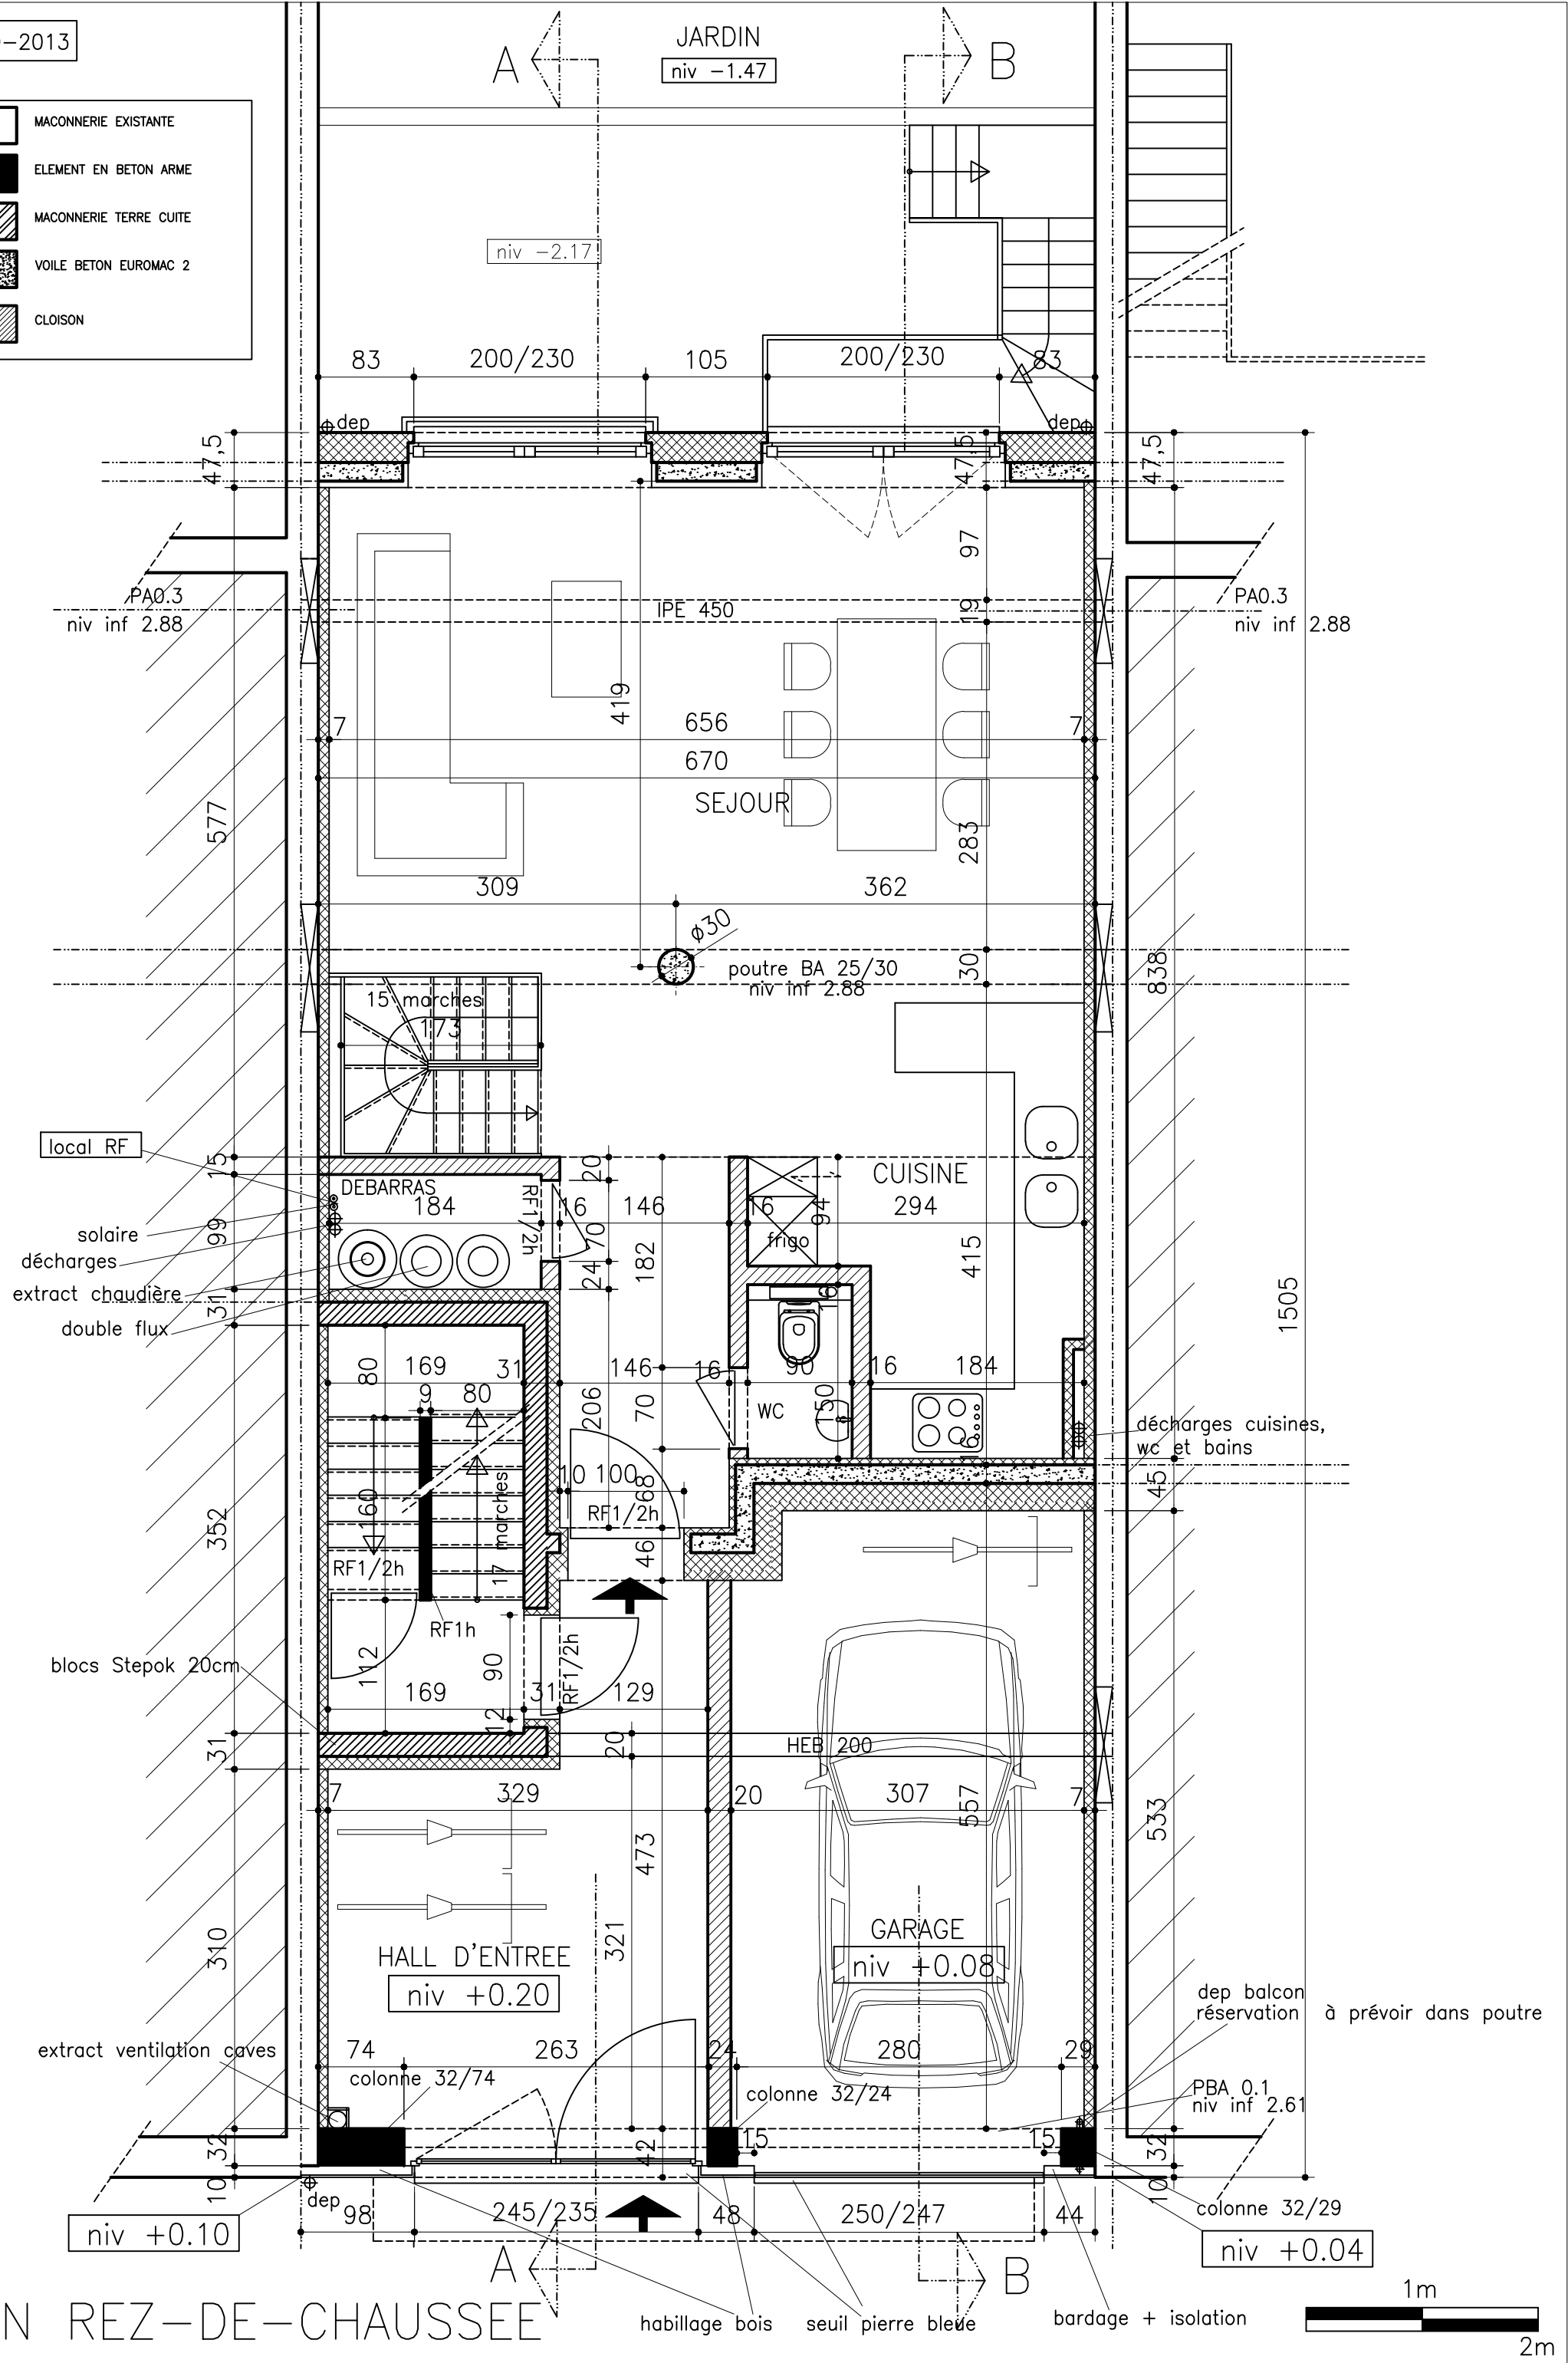 -2013
MACONNERIE EXISTANTE
ELEMENT EN BETON ARME
MACONNERIE TERRE CUITE
VOILE BETON EUROMAC 2
CLOISON
A
JARDIN
niv -1.47
B
niv -2.17
83
200/230
105
200/230
83
dep
dep
47,5
47,5
47,5
97
PA0.3
niv inf 2.88
IPE 450
19
PA0.3
niv inf 2.88
419
7
656
7
670
SEJOUR
577
283
309
362
ø30
poutre BA 25/30
niv inf 2.88
30
838
15 marches
173
local RF
15
DEBARRAS
184
RF1/2h
16
20
146
16
94
CUISINE
294
frigo
99
70
182
415
solaire
décharges
extract chaudière
double flux
31
24
16
1505
80
169
31
146
16
90
16
184
9
80
206
70
WC
150
décharges cuisines,
wc et bains
16
45
10
100
68
RF1/2h
352
160
17 marches
RF1/2h
46
RF1h
blocs Stepok 20cm
112
90
RF1/2h
169
31
129
12
31
20
HEB 200
7
329
20
307
7
557
533
473
310
321
HALL D'ENTREE
niv +0.20
GARAGE
niv +0.08
dep balcon
réservation à prévoir dans poutre
extract ventilation caves
74
263
24
280
29
colonne 32/74
colonne 32/24
PBA 0.1
niv inf 2.61
32
42
15
15
32
10
dep
10
98
245/235
48
250/247
44
colonne 32/29
niv +0.10
niv +0.04
A
B
habillage bois
seuil pierre bleue
bardage + isolation
N REZ-DE-CHAUSSEE
1m
2m